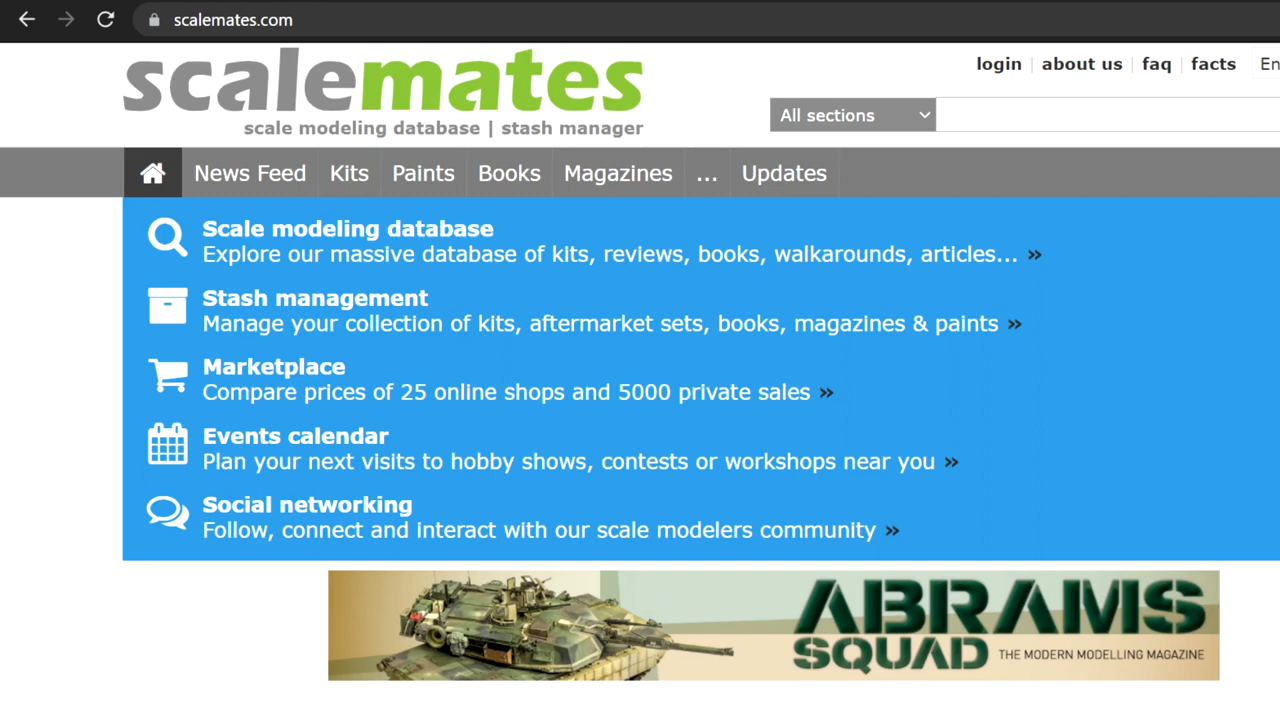 scalemates.com
scalemates
scale modeling database | stash manager
login about us faq facts En
All sections
News Feed Kits Paints Books Magazines ... Updates
Scale modeling database
Explore our massive database of kits, reviews, books, walkarounds, articles... »
Stash management
Manage your collection of kits, aftermarket sets, books, magazines & paints »
Marketplace
Compare prices of 25 online shops and 5000 private sales »
Events calendar
Plan your next visits to hobby shows, contests or workshops near you »
Social networking
Follow, connect and interact with our scale modelers community »
ABRAMS
SQUAD THE MODERN MODELLING MAGAZINE